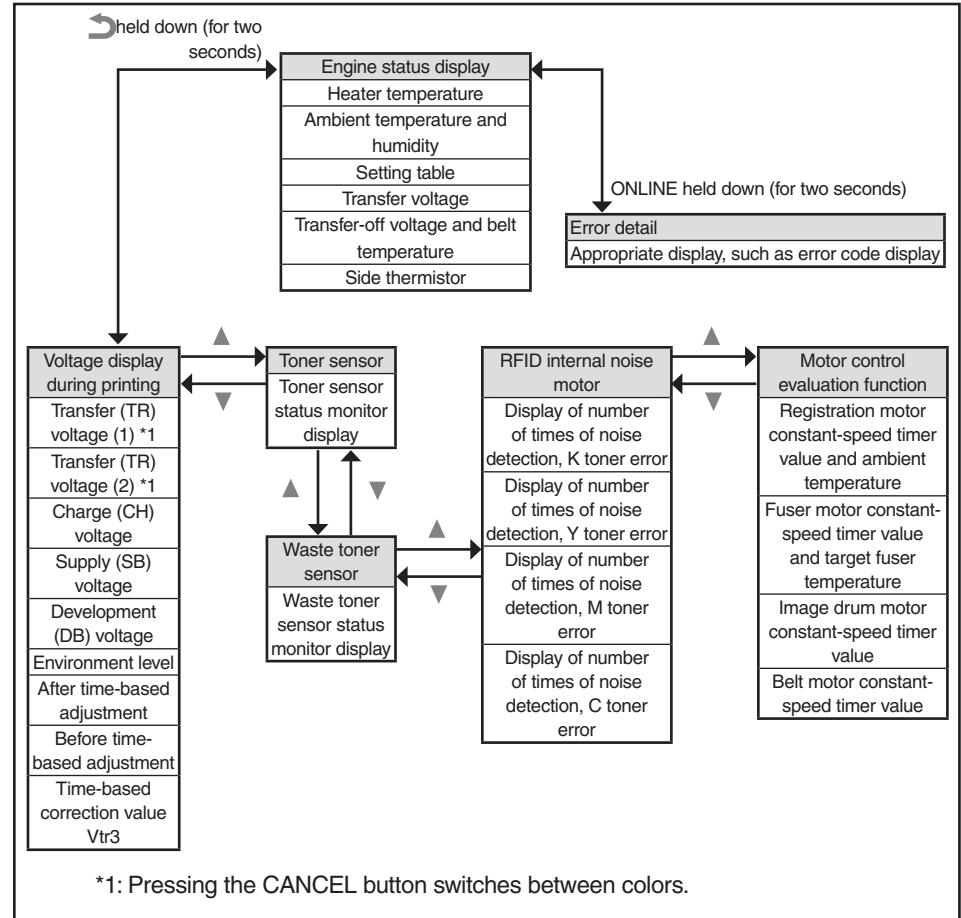 held down (for two
seconds)
Engine status display
Heater temperature
Ambient temperature and
humidity
Setting table
Transfer voltage
Transfer-off voltage and belt
temperature
Side thermistor
ONLINE held down (for two seconds)
Error detail
Appropriate display, such as error code display
Voltage display
during printing
Transfer (TR)
voltage (1) *1
Transfer (TR)
voltage (2) *1
Charge (CH)
voltage
Supply (SB)
voltage
Development
(DB) voltage
Environment level
After time-based
adjustment
Before time-
based adjustment
Time-based
correction value
Vtr3
Toner sensor
Toner sensor
status monitor
display
Waste toner
sensor
Waste toner
sensor status
monitor display
RFID internal noise
motor
Display of number
of times of noise
detection, K toner error
Display of number
of times of noise
detection, Y toner error
Display of number
of times of noise
detection, M toner
error
Display of number
of times of noise
detection, C toner
error
Motor control
evaluation function
Registration motor
constant-speed timer
value and ambient
temperature
Fuser motor constant-
speed timer value
and target fuser
temperature
Image drum motor
constant-speed timer
value
Belt motor constant-
speed timer value
*1: Pressing the CANCEL button switches between colors.